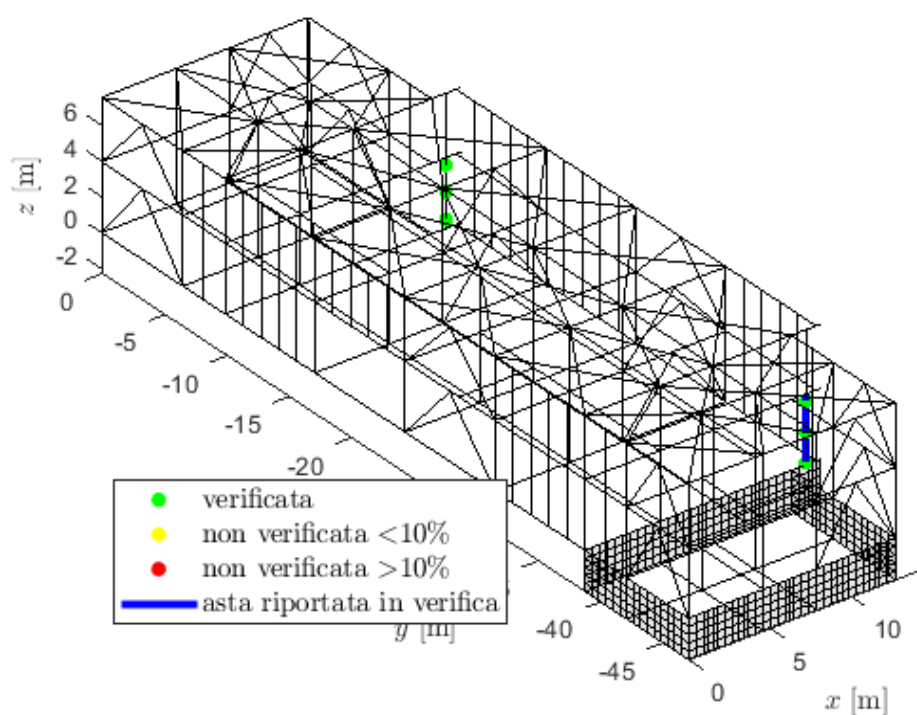 6
4
2
0
-2
z [m]
0
-5
-10
-15
-20
verificata
non verificata <10%
non verificata >10%
asta riportata in verifica
y [m]
-40
-45
0
5
10
x [m]